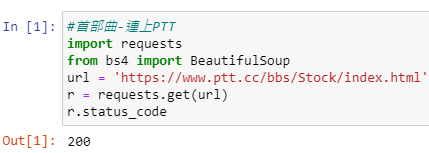 In [1]: #首部曲-連上PTT
import requests
from bs4 import BeautifulSoup
url = 'https://www.ptt.cc/bbs/Stock/index.html'
r = requests.get(url)
r.status_code
Out[1]: 200